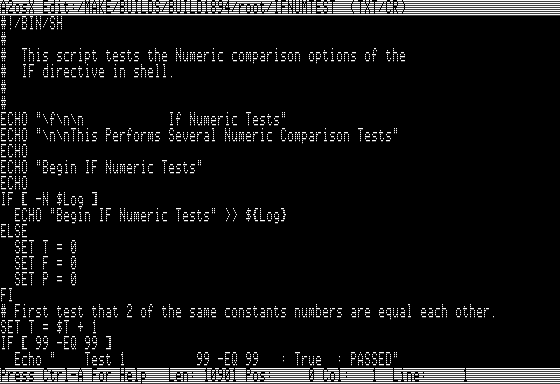 A2osX Edit:/MAKE/BUILDS/BUILD1894/root/IFNUMTEST (TXT/CR)
#!/BIN/SH
#
#  This script tests the Numeric comparison options of the
#  IF directive in shell.
#
#
ECHO "\f\n\n            If Numeric Tests"
ECHO "\n\nThis Performs Several Numeric Comparison Tests"
ECHO
ECHO "Begin IF Numeric Tests"
ECHO
IF [ -N $Log ]
  ECHO "Begin IF Numeric Tests" >> ${Log}
ELSE
  SET T = 0
  SET F = 0
  SET P = 0
FI
# First test that 2 of the same constants numbers are equal each other.
SET T = $T + 1
IF [ 99 -EQ 99 ]
  Echo "    Test 1          99 -EQ 99   : True  : PASSED"
Press Ctrl-A For Help   Len: 10901 Pos:     0 Col:   1 Line:     1